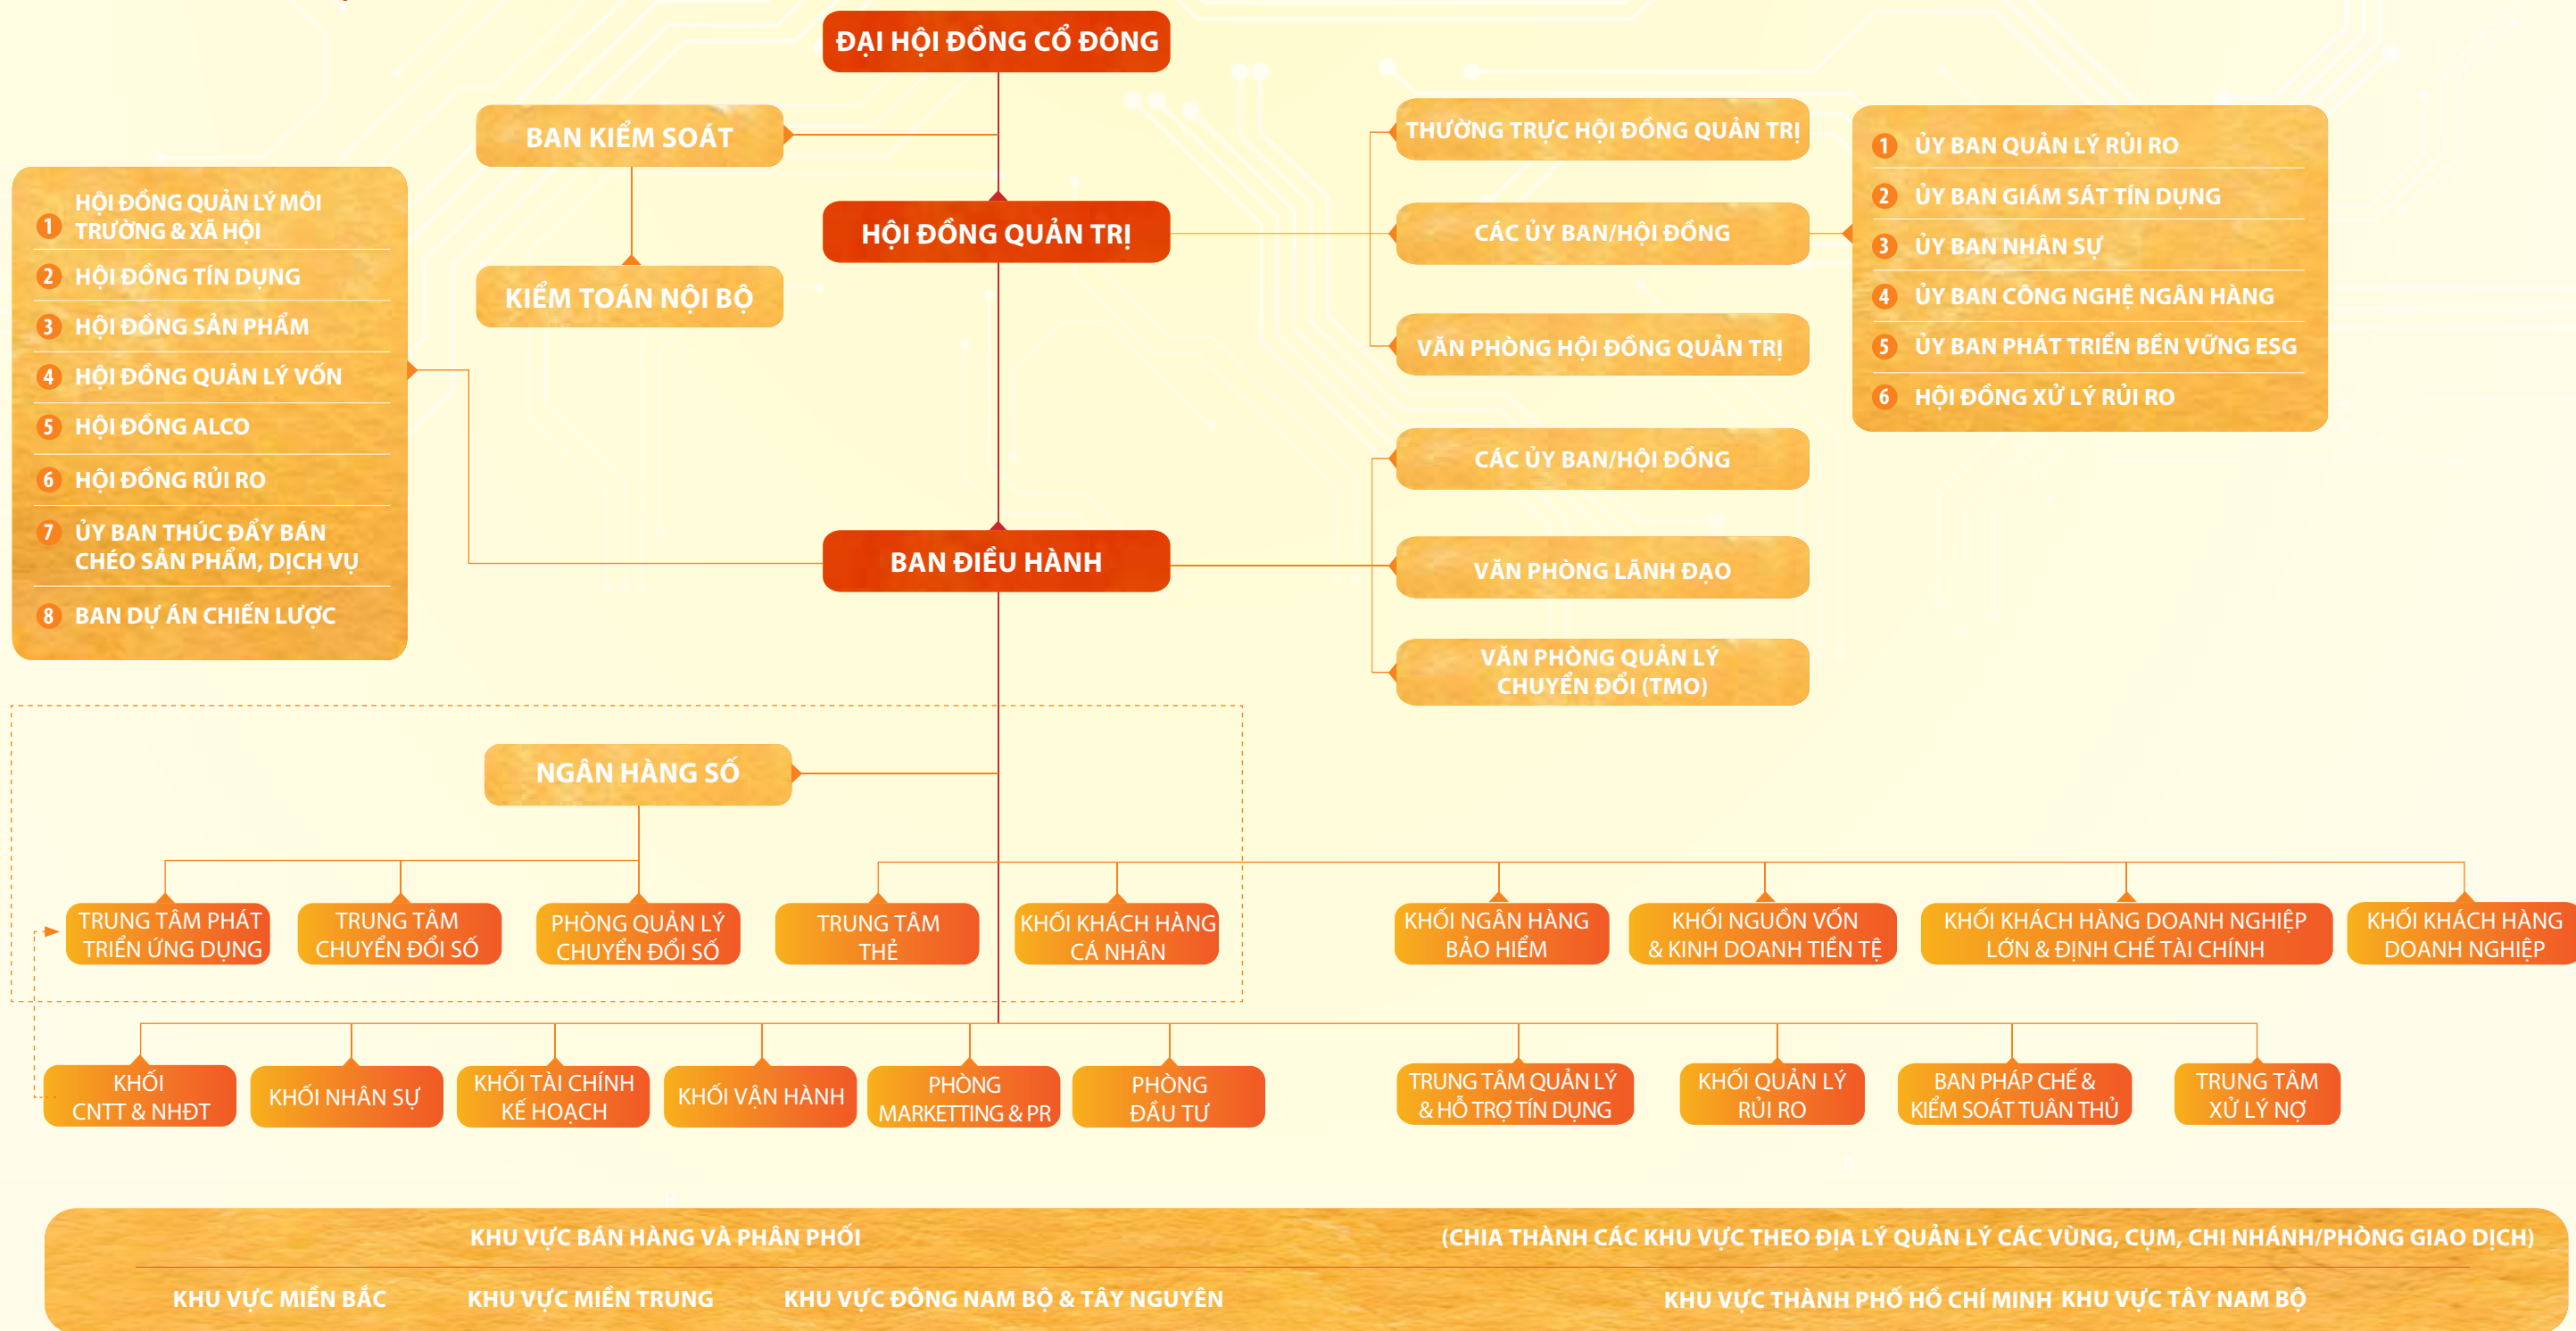 ĐẠI HỘI ĐỒNG CỔ ĐÔNG
BAN KIỂM SOÁT
KIỂM TOÁN NỘI BỘ
HỘI ĐỒNG QUẢN TRỊ
THƯỜNG TRỰC HỘI ĐỒNG QUẢN TRỊ
CÁC ỦY BAN/HỘI ĐỒNG
VĂN PHÒNG HỘI ĐỒNG QUẢN TRỊ
1 ỦY BAN QUẢN LÝ RỦI RO
2 ỦY BAN GIÁM SÁT TÍN DỤNG
3 ỦY BAN NHÂN SỰ
4 ỦY BAN CÔNG NGHỆ NGÂN HÀNG
5 ỦY BAN PHÁT TRIỂN BỀN VỮNG ESG
6 HỘI ĐỒNG XỬ LÝ RỦI RO
1 HỘI ĐỒNG QUẢN LÝ MÔI
TRƯỜNG & XÃ HỘI
2 HỘI ĐỒNG TÍN DỤNG
3 HỘI ĐỒNG SẢN PHẨM
4 HỘI ĐỒNG QUẢN LÝ VỐN
5 HỘI ĐỒNG ALCO
6 HỘI ĐỒNG RỦI RO
7 ỦY BAN THÚC ĐẨY BÁN
CHÉO SẢN PHẨM, DỊCH VỤ
8 BAN DỰ ÁN CHIẾN LƯỢC
BAN ĐIỀU HÀNH
CÁC ỦY BAN/HỘI ĐỒNG
VĂN PHÒNG LÃNH ĐẠO
VĂN PHÒNG QUẢN LÝ
CHUYỂN ĐỔI (TMO)
NGÂN HÀNG SỐ
TRUNG TÂM PHÁT
TRIỂN ỨNG DỤNG
TRUNG TÂM
CHUYỂN ĐỔI SỐ
PHÒNG QUẢN LÝ
CHUYỂN ĐỔI SỐ
TRUNG TÂM
THẺ
KHỐI KHÁCH HÀNG
CÁ NHÂN
KHỐI NGÂN HÀNG
BẢO HIỂM
KHỐI NGUỒN VỐN
& KINH DOANH TIỀN TỆ
KHỐI KHÁCH HÀNG DOANH NGHIỆP
LỚN & ĐỊNH CHẾ TÀI CHÍNH
KHỐI KHÁCH HÀNG
DOANH NGHIỆP
KHỐI
CNTT & NHĐT
KHỐI NHÂN SỰ
KHỐI TÀI CHÍNH
KẾ HOẠCH
KHỐI VẬN HÀNH
PHÒNG
MARKETTING & PR
PHÒNG
ĐẦU TƯ
TRUNG TÂM QUẢN LÝ
& HỖ TRỢ TÍN DỤNG
KHỐI QUẢN LÝ
RỦI RO
BAN PHÁP CHẾ &
KIỂM SOÁT TUÂN THỦ
TRUNG TÂM
XỬ LÝ NỢ
KHU VỰC BÁN HÀNG VÀ PHÂN PHỐI (CHIA THÀNH CÁC KHU VỰC THEO ĐỊA LÝ QUẢN LÝ CÁC VÙNG, CỤM, CHI NHÁNH/PHÒNG GIAO DỊCH)
KHU VỰC MIỀN BẮC KHU VỰC MIỀN TRUNG KHU VỰC ĐÔNG NAM BỘ & TÂY NGUYÊN KHU VỰC THÀNH PHỐ HỒ CHÍ MINH KHU VỰC TÂY NAM BỘ